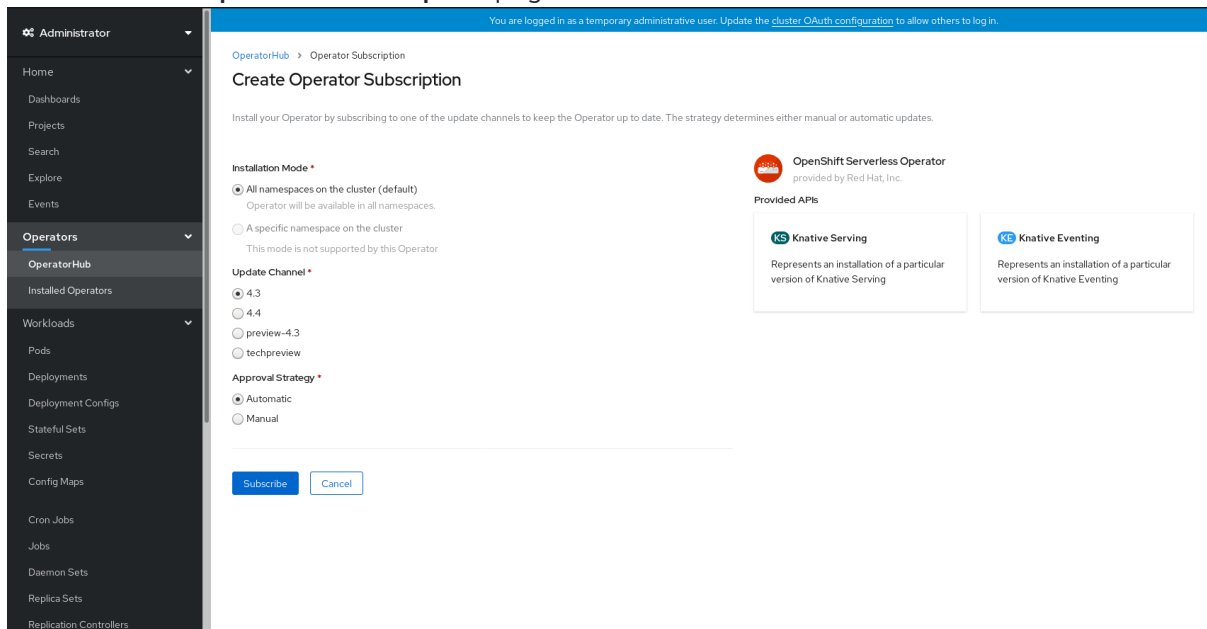 You are logged in as a temporary administrative user. Update the cluster OAuth configuration to allow others to log in.
Administrator
Home
Dashboards
Projects
Search
Explore
Events
Operators
OperatorHub
Installed Operators
Workloads
Pods
Deployments
Deployment Configs
Stateful Sets
Secrets
Config Maps
Cron Jobs
Jobs
Daemon Sets
Replica Sets
Replication Controllers
OperatorHub > Operator Subscription
Create Operator Subscription
Install your Operator by subscribing to one of the update channels to keep the Operator up to date. The strategy determines either manual or automatic updates.
Installation Mode *
All namespaces on the cluster (default)
Operator will be available in all namespaces.
A specific namespace on the cluster
This mode is not supported by this Operator
Update Channel *
4.3
4.4
preview-4.3
techpreview
Approval Strategy *
Automatic
Manual
Subscribe
Cancel
OpenShift Serverless Operator
provided by Red Hat, Inc.
Provided APIs
KS Knative Serving
Represents an installation of a particular
version of Knative Serving
KE Knative Eventing
Represents an installation of a particular
version of Knative Eventing